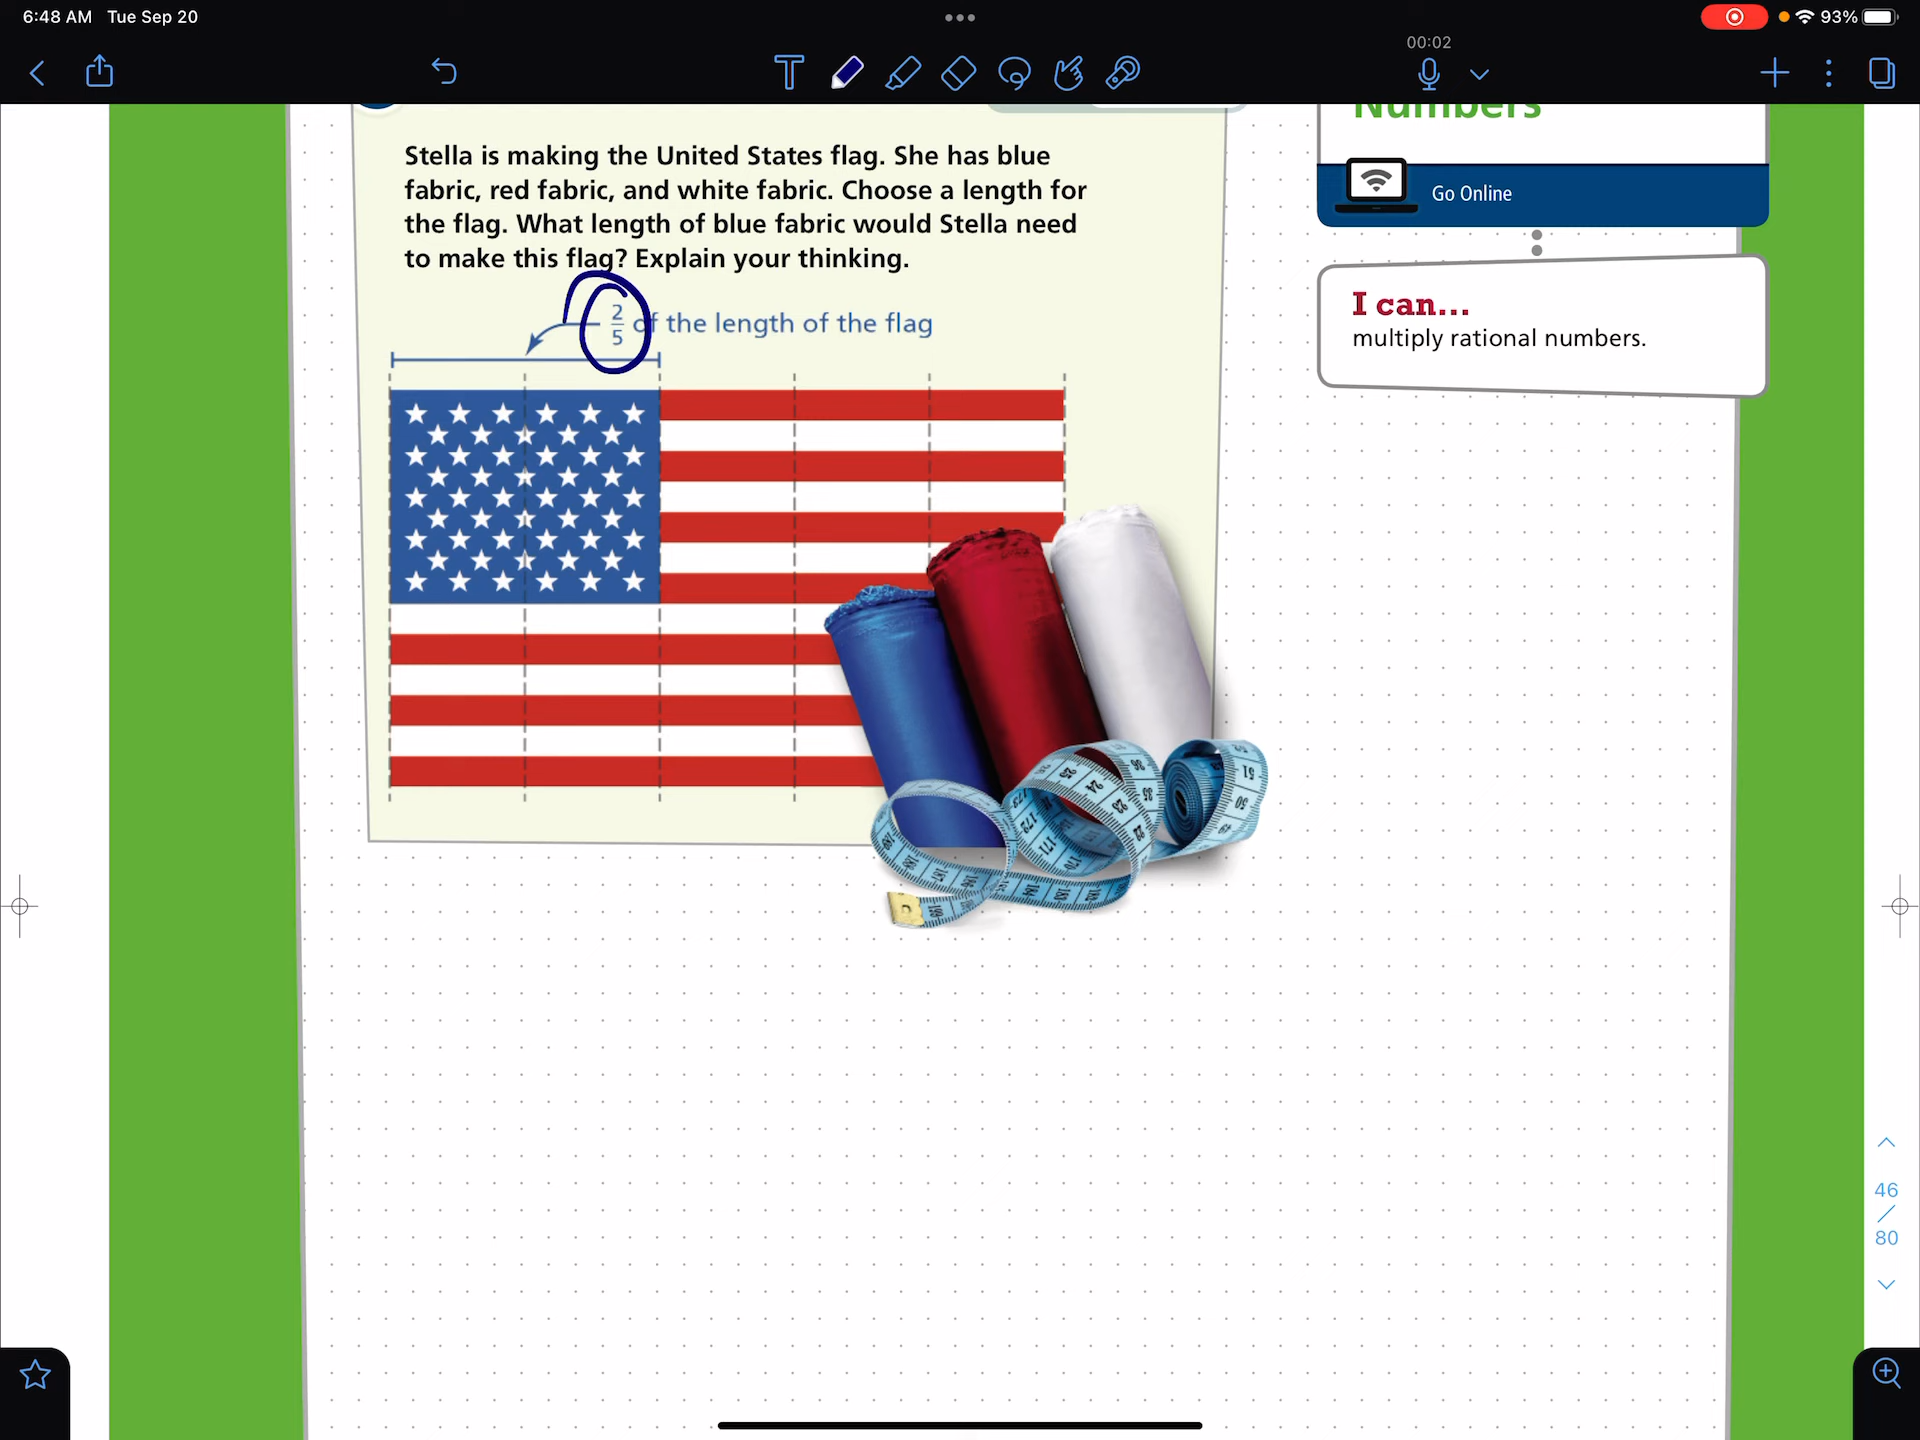 6:48 AM Tue Sep 20
93%
00:02
Numbers
Stella is making the United States flag. She has blue
fabric, red fabric, and white fabric. Choose a length for
the flag. What length of blue fabric would Stella need
to make this flag? Explain your thinking.
Go Online
2/5 of the length of the flag
I can...
multiply rational numbers.
46
/
80